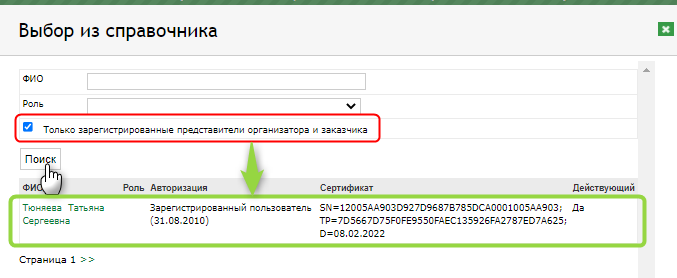 Выбор из справочника
ФИО
Роль
Только зарегистрированные представители организатора и заказчика
Поиск
ФИО Роль Авторизация Сертификат Действующий
Тюняева Татьяна Зарегистрированный пользователь SN=12005AA903D927D9687B785DCA0001005AA903; Да
Сергеевна (31.08.2010) TP=7D5667D75F0FE9550FAEC135926FA2787ED7A625;
D=08.02.2022
Страница 1 >>